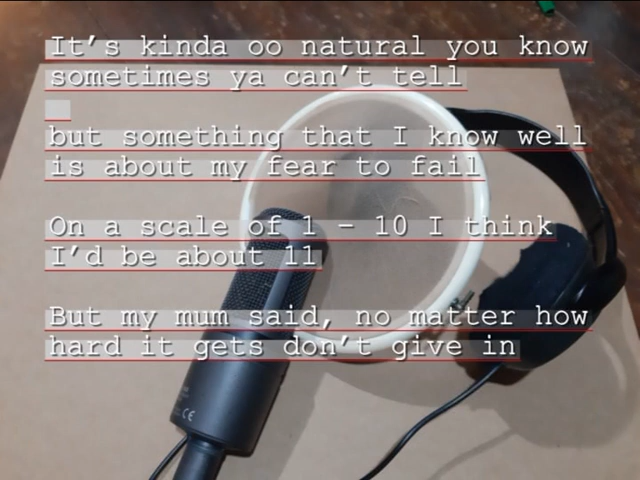 It's kinda oo natural you know
sometimes ya can't tell
but something that I know well
is about my fear to fail
On a scale of 1 – 10 I think
I'd be about 11
But my mum said, no matter how
hard it gets don't give in
CE